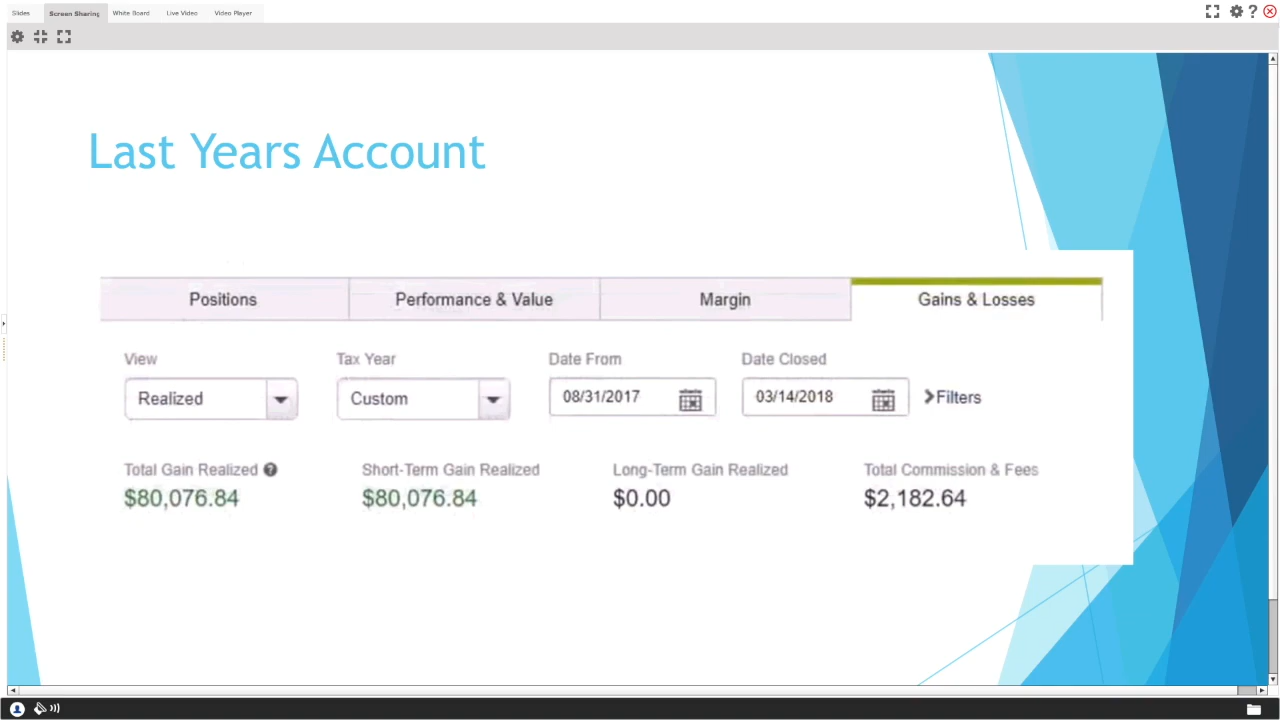 Slides Screen Sharing White Board Live Video Video Player
?
Last Years Account
Positions Performance & Value Margin Gains & Losses
View Tax Year Date From Date Closed
Realized Custom 08/31/2017 03/14/2018 Filters
Total Gain Realized ? Short-Term Gain Realized Long-Term Gain Realized Total Commission & Fees
$80,076.84 $80,076.84 $0.00 $2,182.64